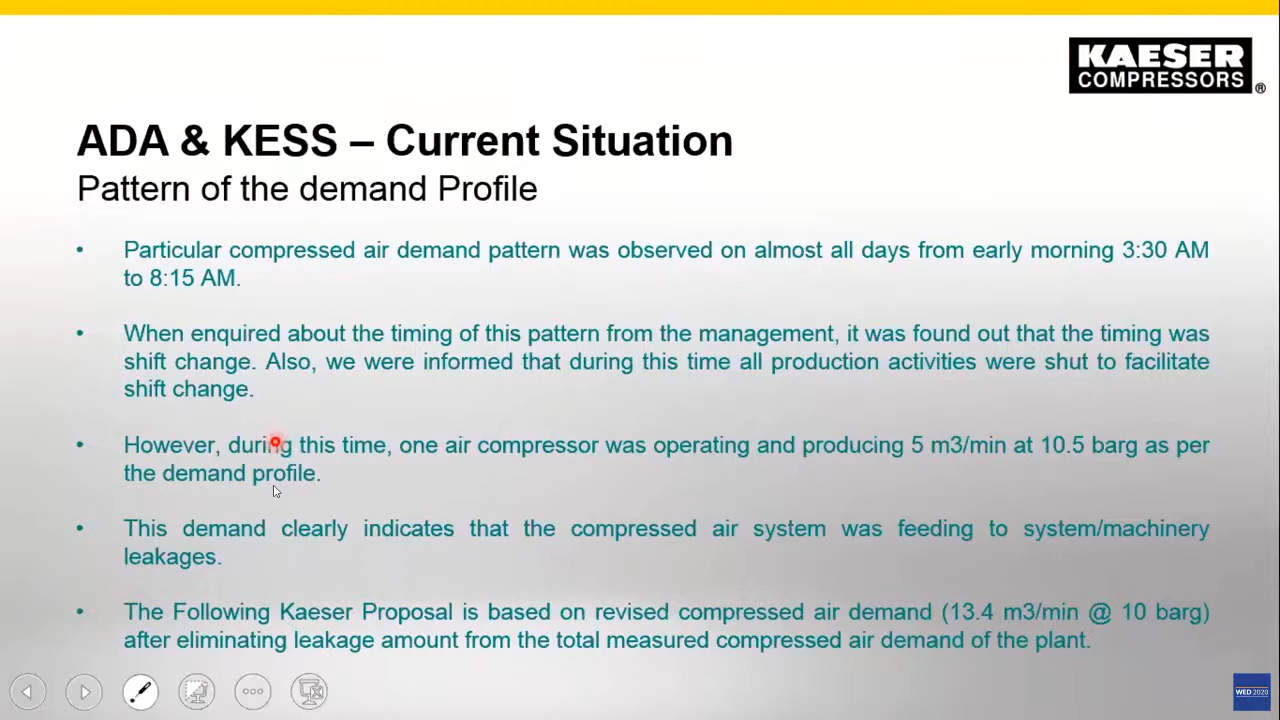 KAESER
COMPRESSORS
®
ADA & KESS – Current Situation
Pattern of the demand Profile
• Particular compressed air demand pattern was observed on almost all days from early morning 3:30 AM
to 8:15 AM.
• When enquired about the timing of this pattern from the management, it was found out that the timing was
shift change. Also, we were informed that during this time all production activities were shut to facilitate
shift change.
• However, during this time, one air compressor was operating and producing 5 m3/min at 10.5 barg as per
the demand profile.
• This demand clearly indicates that the compressed air system was feeding to system/machinery
leakages.
• The Following Kaeser Proposal is based on revised compressed air demand (13.4 m3/min @ 10 barg)
after eliminating leakage amount from the total measured compressed air demand of the plant.
WED 2020